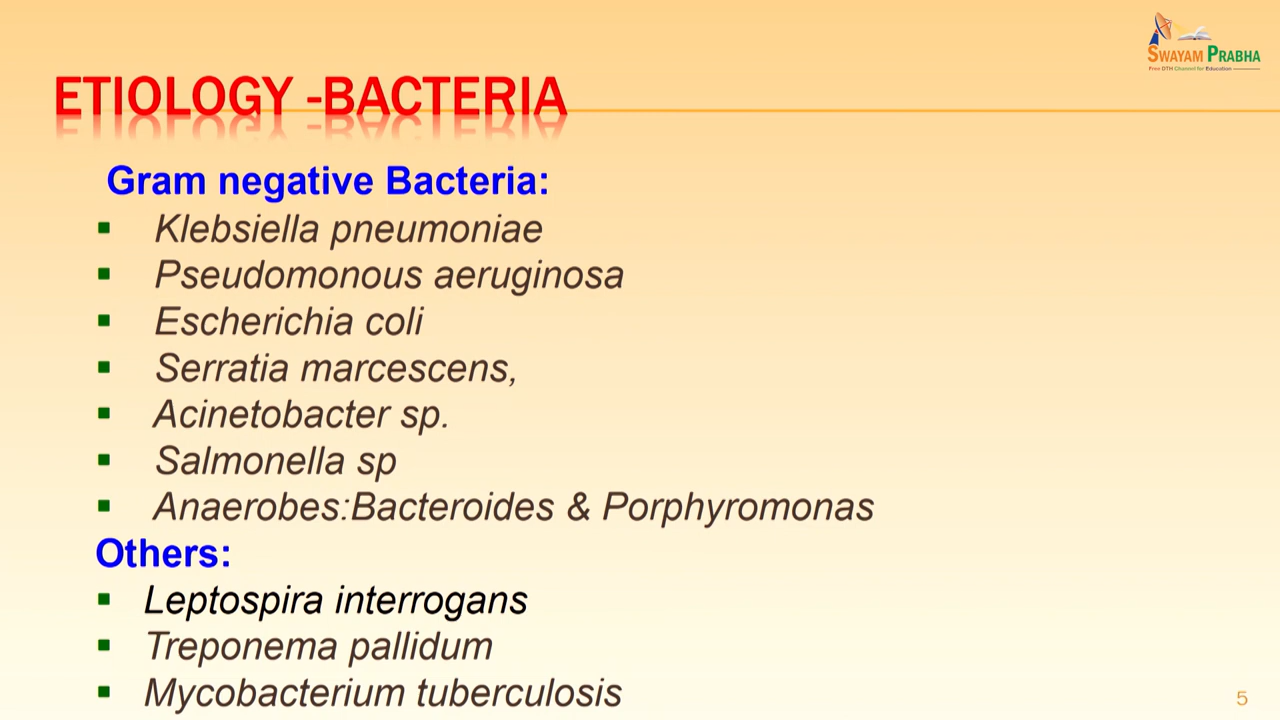 SWAYAM PRABHA
Free DTH Channel for Education
ETIOLOGY -BACTERIA
Gram negative Bacteria:
▪ Klebsiella pneumoniae
▪ Pseudomonous aeruginosa
▪ Escherichia coli
▪ Serratia marcescens,
▪ Acinetobacter sp.
▪ Salmonella sp
▪ Anaerobes:Bacteroides & Porphyromonas
Others:
▪ Leptospira interrogans
▪ Treponema pallidum
▪ Mycobacterium tuberculosis
5